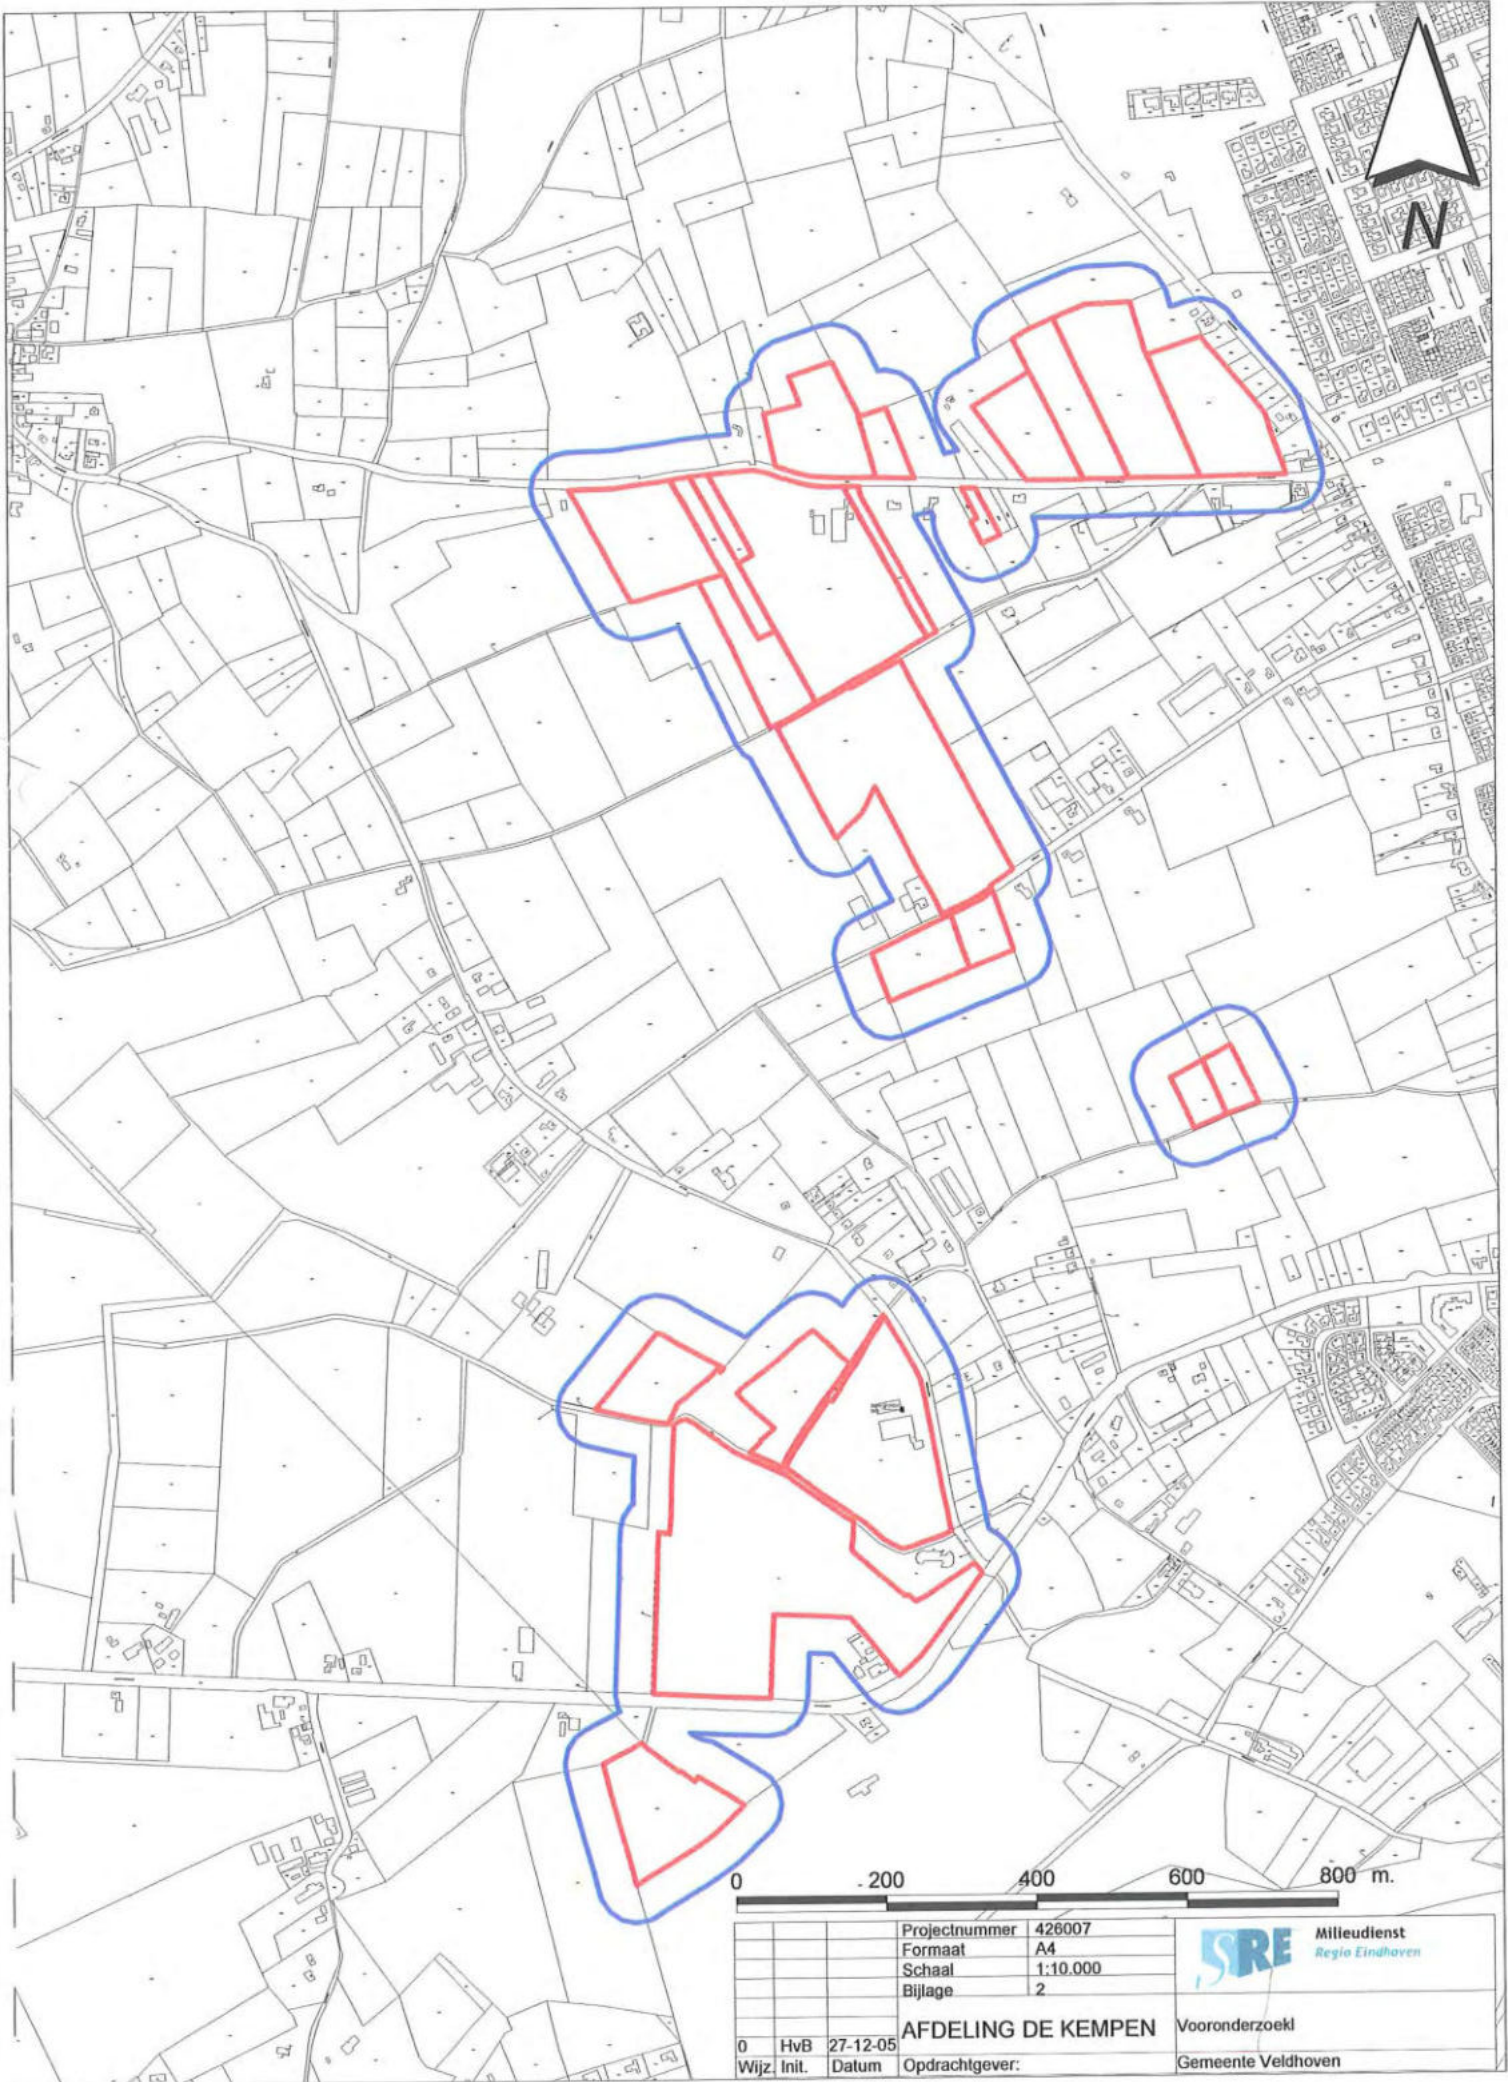 N
0 200 400 600 800 m.
Projectnummer 426007
Formaat A4
Schaal 1:10.000
Bijlage 2
SRE Milieudienst
Regio Eindhoven
AFDELING DE KEMPEN
Vooronderzoekl
0 HvB 27-12-05
Wijz. Init. Datum Opdrachtgever: Gemeente Veldhoven